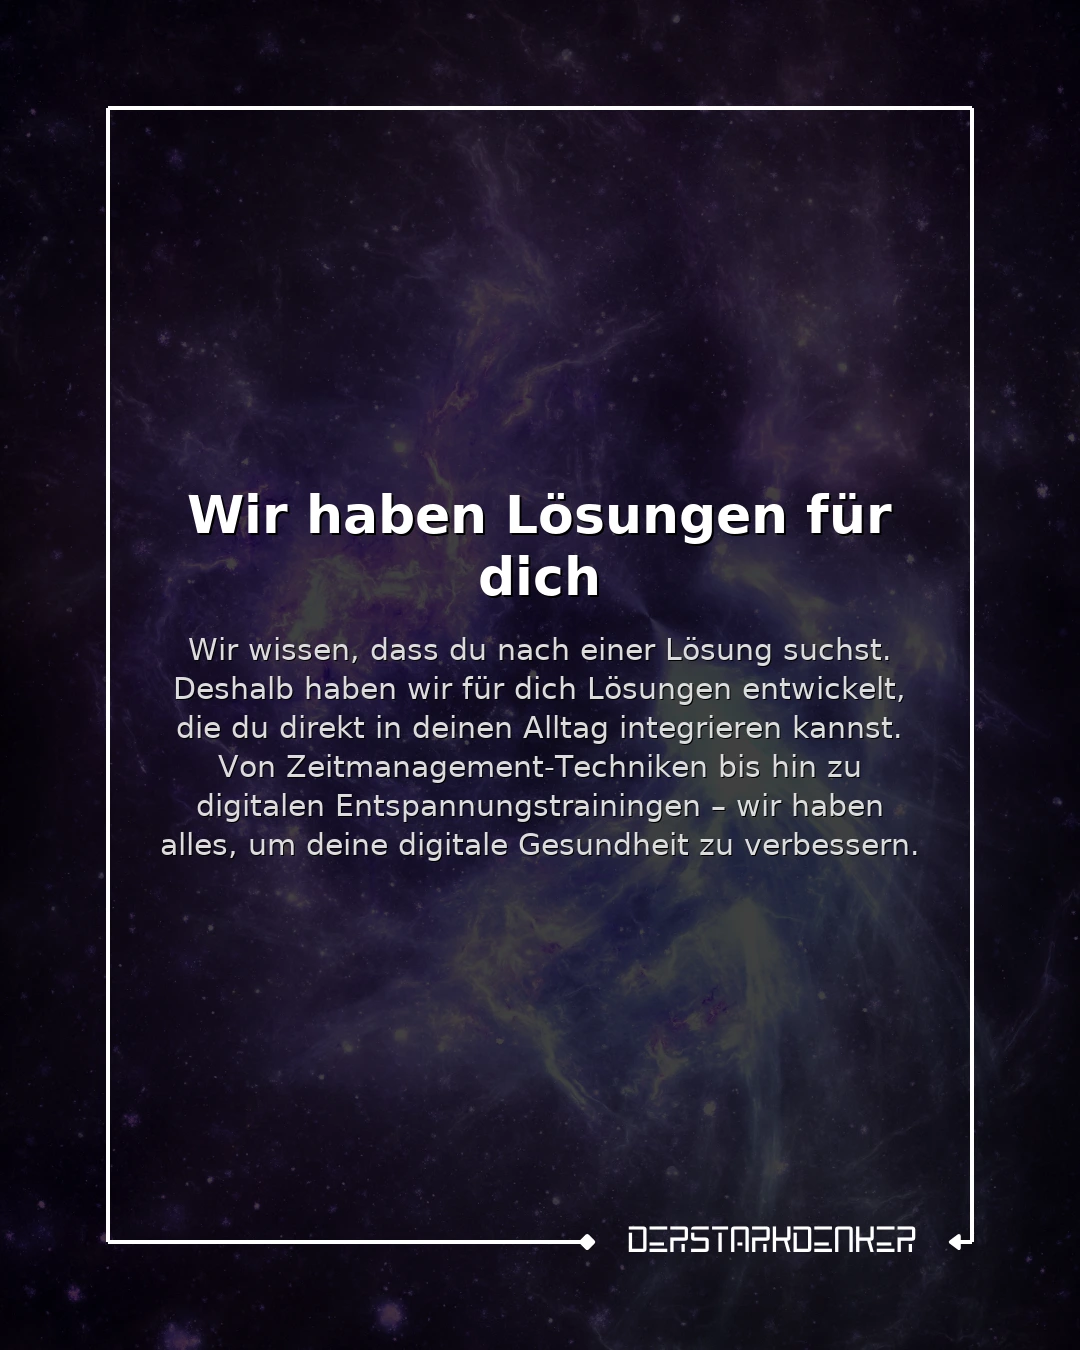 Wir haben Lösungen für
dich
Wir wissen, dass du nach einer Lösung suchst.
Deshalb haben wir für dich Lösungen entwickelt,
die du direkt in deinen Alltag integrieren kannst.
Von Zeitmanagement-Techniken bis hin zu
digitalen Entspannungstrainingen – wir haben
alles, um deine digitale Gesundheit zu verbessern.
DERSTARKDENKER